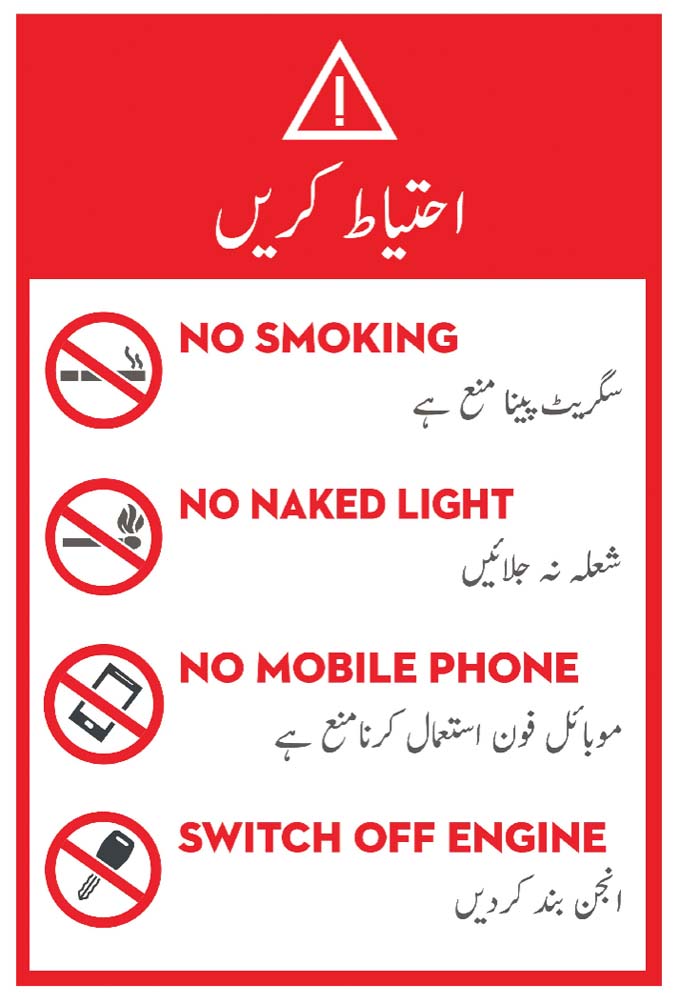 احتیاط کریں
NO SMOKING
سگریٹ پینا منع ہے
NO NAKED LIGHT
شعلہ نہ جلائیں
NO MOBILE PHONE
موبائل فون استعمال کرنا منع ہے
SWITCH OFF ENGINE
انجن بند کردیں